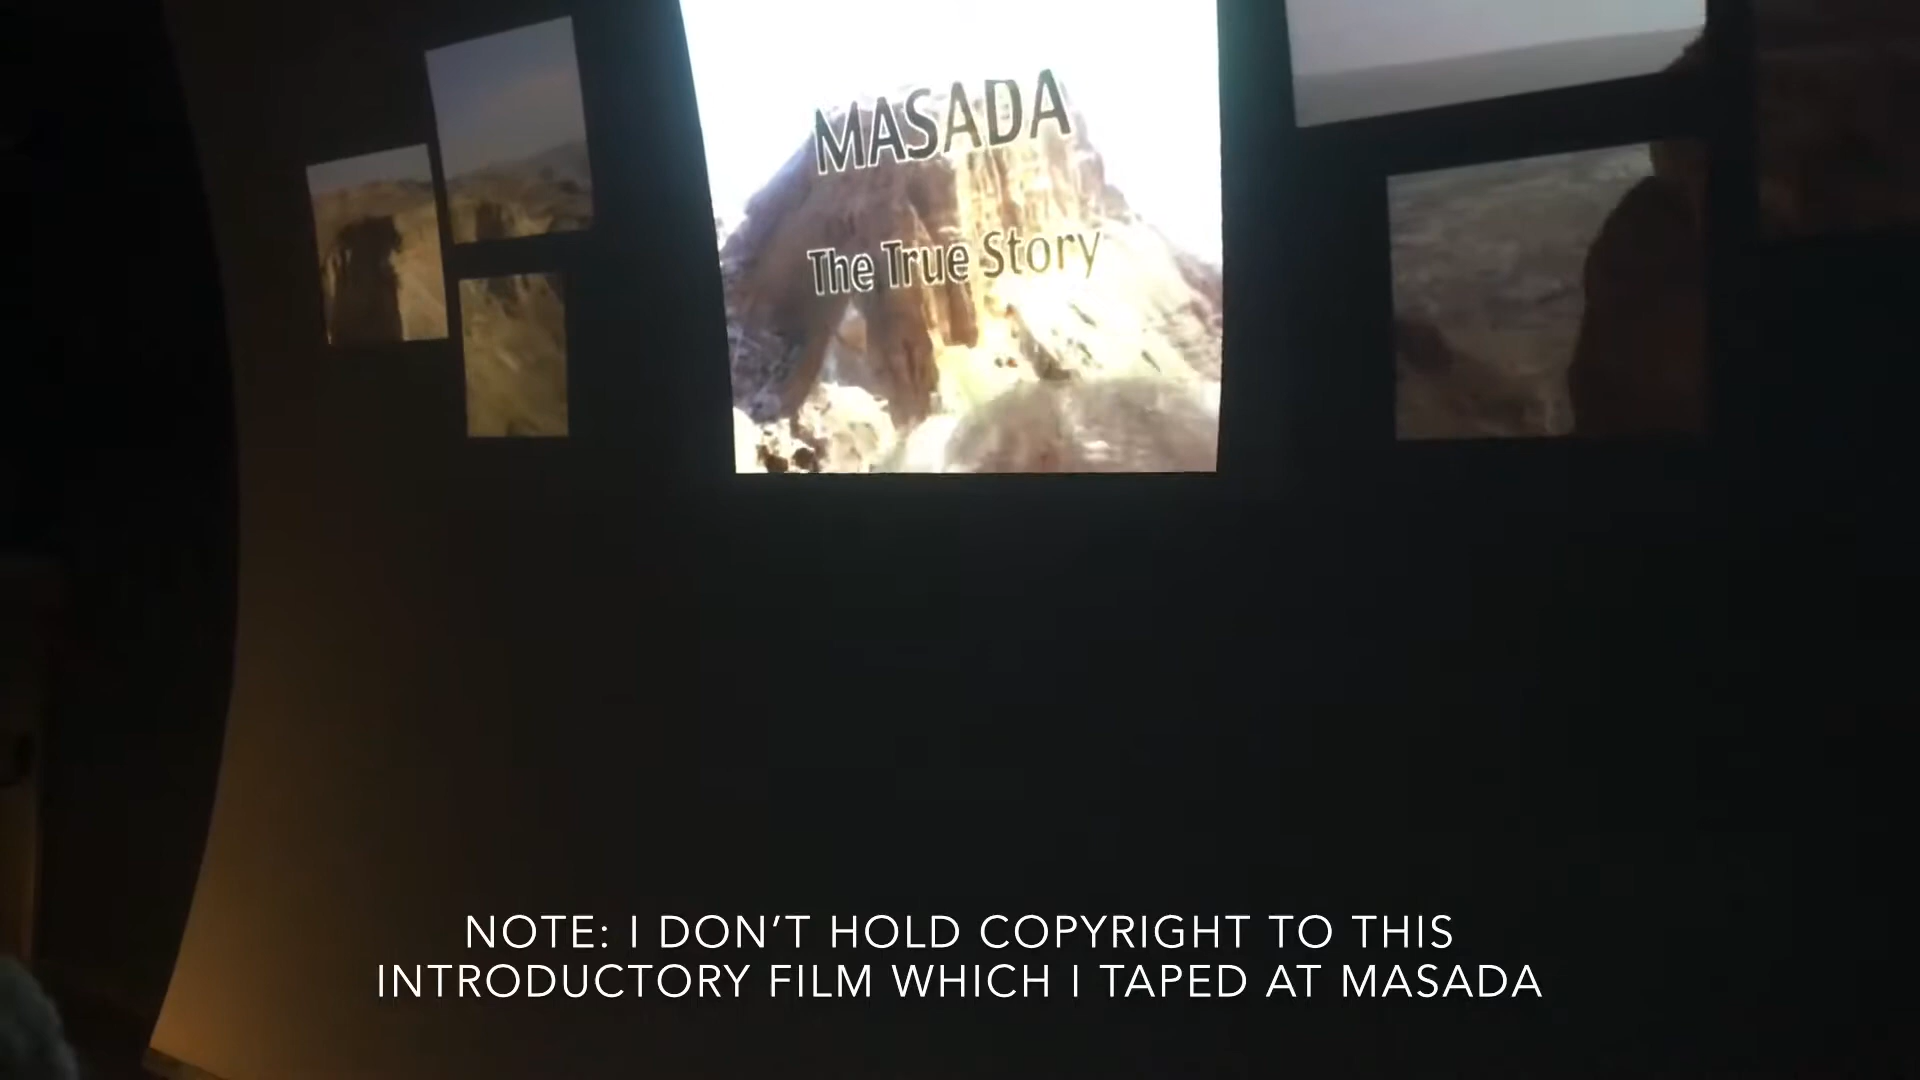 MASADA
The True Story
NOTE: I DON’T HOLD COPYRIGHT TO THIS
INTRODUCTORY FILM WHICH I TAPED AT MASADA